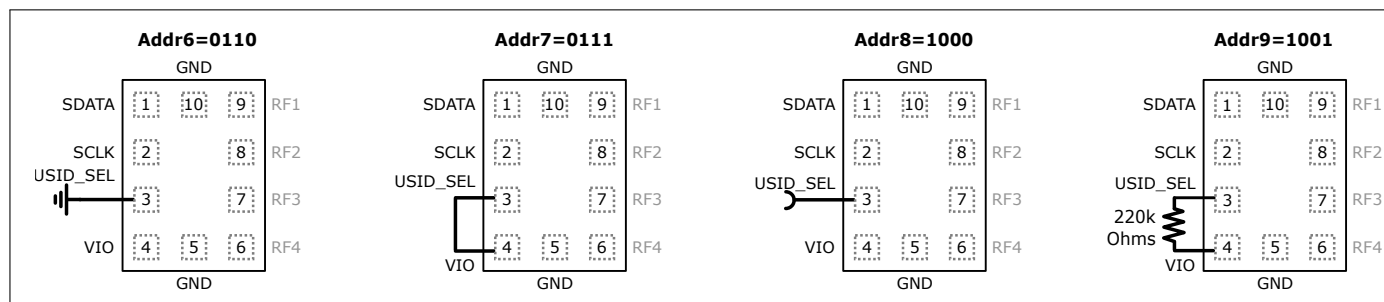 Addr6=0110 Addr7=0111 Addr8=1000 Addr9=1001
GND GND GND GND
SDATA 1 10 9 RF1 SDATA 1 10 9 RF1 SDATA 1 10 9 RF1 SDATA 1 10 9 RF1
SCLK 2 8 RF2 SCLK 2 8 RF2 SCLK 2 8 RF2 SCLK 2 8 RF2
USID_SEL USID_SEL USID_SEL USID_SEL
3 7 RF3 3 7 RF3 3 7 RF3 3 7 RF3
220k
Ohms
VIO 4 5 6 RF4 VIO 4 5 6 RF4 VIO 4 5 6 RF4 VIO 4 5 6 RF4
GND GND GND GND